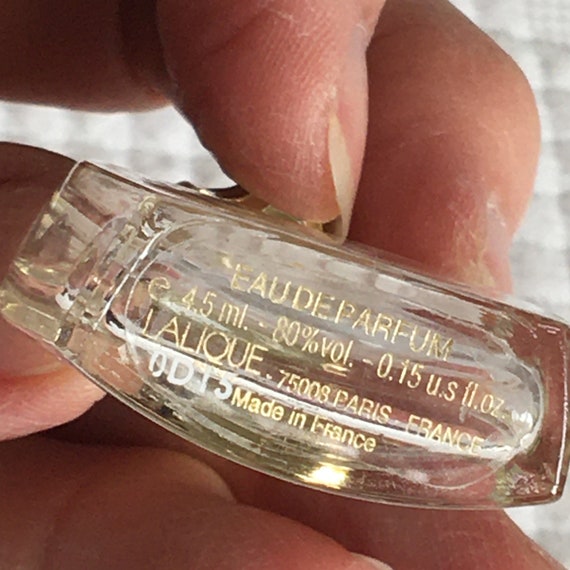 EAU DE PARFUM
℮ 4.5 ml. - 80%vol. - 0.15 u.s fl.oz.
LALIQUE - 75008 PARIS - FRANCE
Made in France
0D15